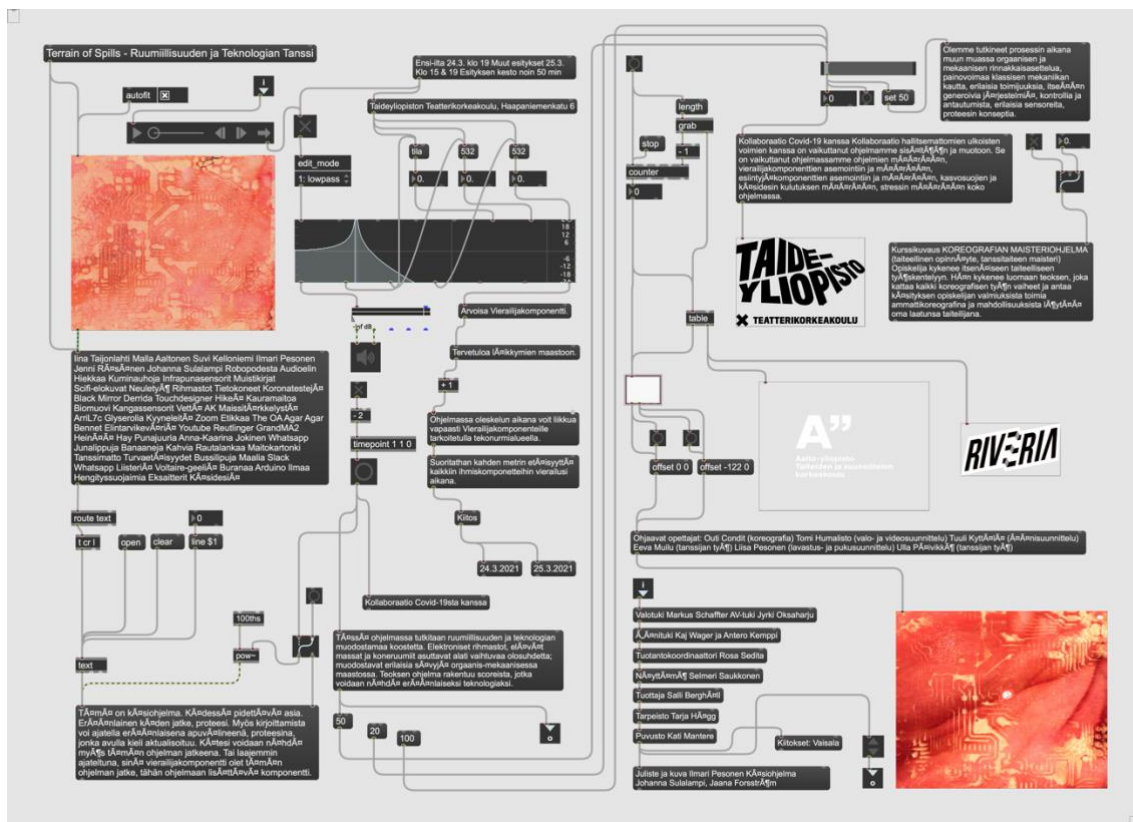 Terrain of Spills - Ruumiillisuuden ja Teknologian Tanssi
autofit
Iina Taijonlahti Malla Aaltonen Suvi Kelloniemi Ilmari Pesonen
Jenni RÃ¤sÃ¤nen Johanna Sulalampi Robopodesta Audioelin
Hiekkaa Kuminauhoja Infrapunasensorit Muistikirjat
Scifi-elokuvat NeuletyÃ¶ Rihmastot Tietokoneet KoronatestejÃ¤
Black Mirror Derrida Touchdesigner HikeÃ¤ Kauramaitoa
Biomuovi Kangassensorit VettÃ¤ AK MaissitÃ¤rkkelystÃ¤
ArriL7c Glyserolia KyyneleitÃ¤ Zoom Etikkaa The OA Agar Agar
Bennet ElintarvikevÃ¤riÃ¤ Youtube Reutlinger GrandMA2
HeinÃ¤Ã¤ Hay Punajuuria Anna-Kaarina Jokinen Whatsapp
Junalippuja Banaaneja Kahvia Rautalankaa Maitokartonki
Tanssimatto TurvaetÃ¤isyydet Bussilipuja Maalia Slack
Whatsapp LiisteriÃ¤ Voltaire-geeliÃ¤ Buranaa Arduino Ilmaa
Hengityssuojaimia Eksaitterit KÃ¤sidesiÃ¤
route text
0
t cr l
open
clear
line $1
100ths
pow~
text
TÃ¤mÃ¤ on kÃ¤siohjelma. KÃ¤dessÃ¤ pidettÃ¤vÃ¤ asia.
ErÃ¤Ã¤nlainen kÃ¤den jatke, proteesi. Myös kirjoittamista
voi ajatella erÃ¤Ã¤nlaisena apuvÃ¤lineenä, proteesina,
jonka avulla kieli aktualisoituu. KÃ¤tesi voidaan nÃ¤hdÃ¤
myÃ¶s tÃ¤mÃ¤n ohjelman jatkeena. Tai laajemmin
ajateltuna, sinÃ¤ vierailijakomponentti olet tÃ¤mÃ¤n
ohjelman jatke, tähän ohjelmaan lisÃ¤ttÃ¤vÃ¤ komponentti.
Ensi-ilta 24.3. klo 19 Muut esitykset 25.3.
Klo 15 & 19 Esityksen kesto noin 50 min
Taideyliopiston Teatterikorkeakoulu, Haapaniemenkatu 6
tila
532
532
edit_mode
1: lowpass
0.
0.
0.
18
12
6
-6
-12
-18
-inf dB
- 2
timepoint 1 1 0
Arvoisa Vierailijakomponentti.
Tervetuloa lÃ¤ikkymien maastoon.
+ 1
Ohjelmassa oleskelun aikana voit liikkua
vapaasti Vierailijakomponenteille
tarkoitetulla tekonurmialueella.
Suoritathan kahden metrin etÃ¤isyyttÃ¤
kaikkiin ihmiskomponetteihin vierailusi
aikana.
Kiitos
24.3.2021
25.3.2021
Kollaboraatio Covid-19sta kanssa
TÃ¤ssÃ¤ ohjelmassa tutkitaan ruumiillisuuden ja teknologian
muodostamaa koostetta. Elektroniset rihmastot, elÃ¤vÃ¤t
massat ja koneruumiit asuttavat alati vaihtuvaa olosuhdetta;
muodostavat erilaisia sÃ¤vyjÃ¤ orgaanis-mekaanisessa
maastossa. Teoksen ohjelma rakentuu scoreista, jotka
voidaan nÃ¤hdÃ¤ erÃ¤Ã¤nlaiseksi teknologiaksi.
50
20
100
length
grab
stop
- 1
counter
0
table
offset 0 0
offset -122 0
0
set 50
Olemme tutkineet prosessin aikana
muun muassa orgaanisen ja
mekaanisen rinnakkaisasettelua,
painovoimaa klassisen mekaniikan
kautta, erilaisia toimijuuksia, itseÃ¤Ã¤n
generoivia jÃ¤rjestelmiÃ¤, kontrollia ja
antautumista, erilaisia sensoreita,
proteesin konseptia.
Kollaboraatio Covid-19 kanssa Kollaboraatio hallitsemattomien ulkoisten
voimien kanssa on vaikuttanut ohjelmamme sisÃ¤ltÃ¶Ã¶n ja muotoon. Se
on vaikuttanut ohjelmassamme ohjelmien mÃ¤Ã¤rÃ¤Ã¤n,
vierailijakomponenttien asemointiin ja mÃ¤Ã¤rÃ¤Ã¤n,
esiintyjÃ¤komponenttien asemointiin ja mÃ¤Ã¤rÃ¤Ã¤n, kasvosuojien ja
kÃ¤sidesin kulutuksen mÃ¤Ã¤rÃ¤Ã¤n, stressin mÃ¤Ã¤rÃ¤Ã¤n koko
ohjelmassa.
0.
TAIDE-
YLIOPISTO
TEATTERIKORKEAKOULU
Kurssikuvaus KOREOGRAFIAN MAISTERIOHJELMA
(taiteellinen opinnÃ¤yte, tanssitaiteen maisteri)
Opiskelija kykenee itsenÃ¤iseen taiteelliseen
tyÃ¶skentelyyn. HÃ¤n kykenee luomaan teoksen, joka
kattaa kaikki koreografisen tyÃ¶n vaiheet ja antaa
kÃ¤sityksen opiskelijan valmiuksista toimia
ammattikoreografina ja mahdollisuuksista lÃ¶ytÃ¤Ã¤
oma laatunsa taiteilijana.
A”
Aalto-yliopisto
Taiteiden ja suunnittelun
korkeakoulu
RIVERIA
Ohjaavat opettajat: Outi Condit (koreografia) Tomi Humalisto (valo- ja videosuunnittelu) Tuuli KyttÃ¤lÃ¤ (Ã¤Ã¤nisuunnittelu)
Eeva Muilu (tanssijan tyÃ¶) Liisa Pesonen (lavastus- ja pukusuunnittelu) Ulla PÃ¤ivikkÃ¶ (tanssijan tyÃ¶)
Valotuki Markus Schaffter AV-tuki Jyrki Oksaharju
Ã„Ã¤nituki Kaj Wager ja Antero Kemppi
Tuotantokoordinaattori Rosa Sedita
NÃ¤yttÃ¤mÃ¶ Selmeri Saukkonen
Tuottaja Salli BerghÃ¤ll
Tarpeisto Tarja HÃ¤gg
Puvusto Kati Mantere
Kiitokset: Vaisala
Juliste ja kuva Ilmari Pesonen KÃ¤siohjelma
Johanna Sulalampi, Jaana ForsstrÃ¶m